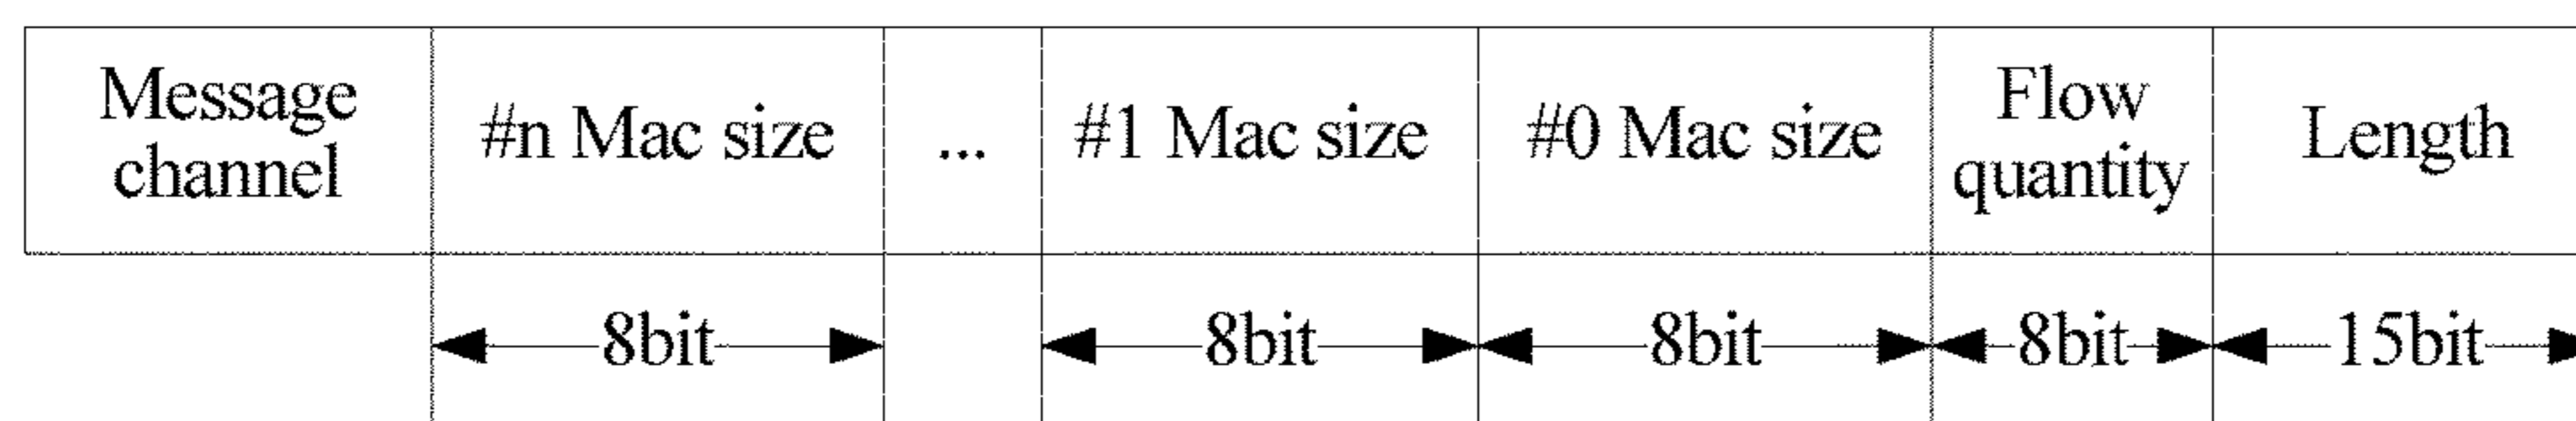 Message
channel
#n Mac size
...
#1 Mac size
#0 Mac size
Flow
quantity
Length
8bit
8bit
8bit
8bit
15bit